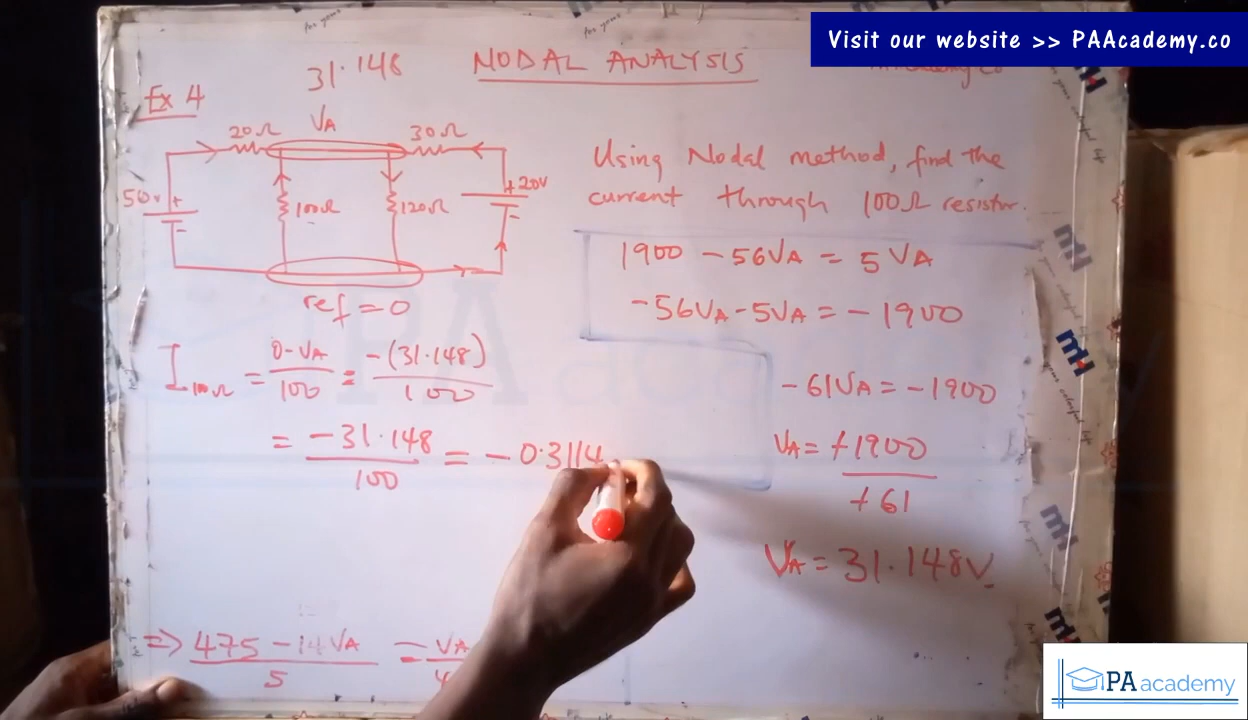 Visit our website >> PAAcademy.co
NODAL ANALYSIS
31.148
Ex 4
VA
20Ω
30Ω
50v
+
-
100Ω
120Ω
+
20v
-
ref = 0
Using Nodal method, find the
current through 100Ω resistor.
1900 - 56VA = 5VA
-56VA - 5VA = - 1900
-61VA = -1900
VA = +1900
+61
VA = 31.148V
I100Ω = 0-VA = -(31.148)
100 100
= -31.148 = -0.3114
100
=> 475 - 14VA = VA
5
PA academy